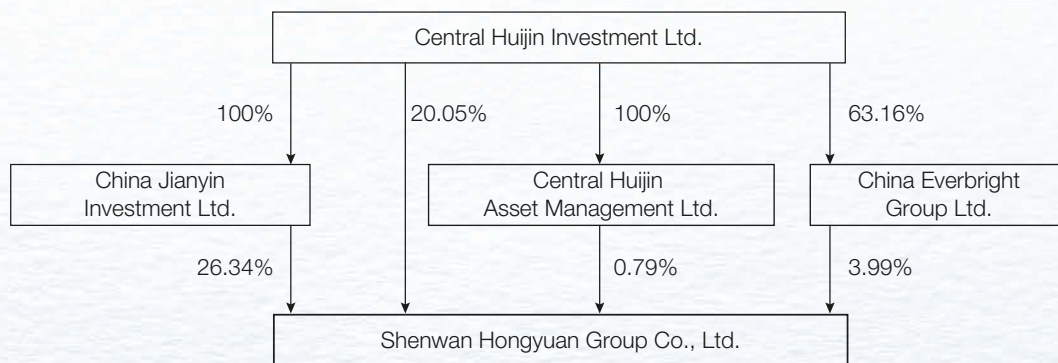 Central Huijin Investment Ltd.
100%
20.05%
100%
63.16%
China Jianyin
Investment Ltd.
Central Huijin
Asset Management Ltd.
China Everbright
Group Ltd.
26.34%
0.79%
3.99%
Shenwan Hongyuan Group Co., Ltd.